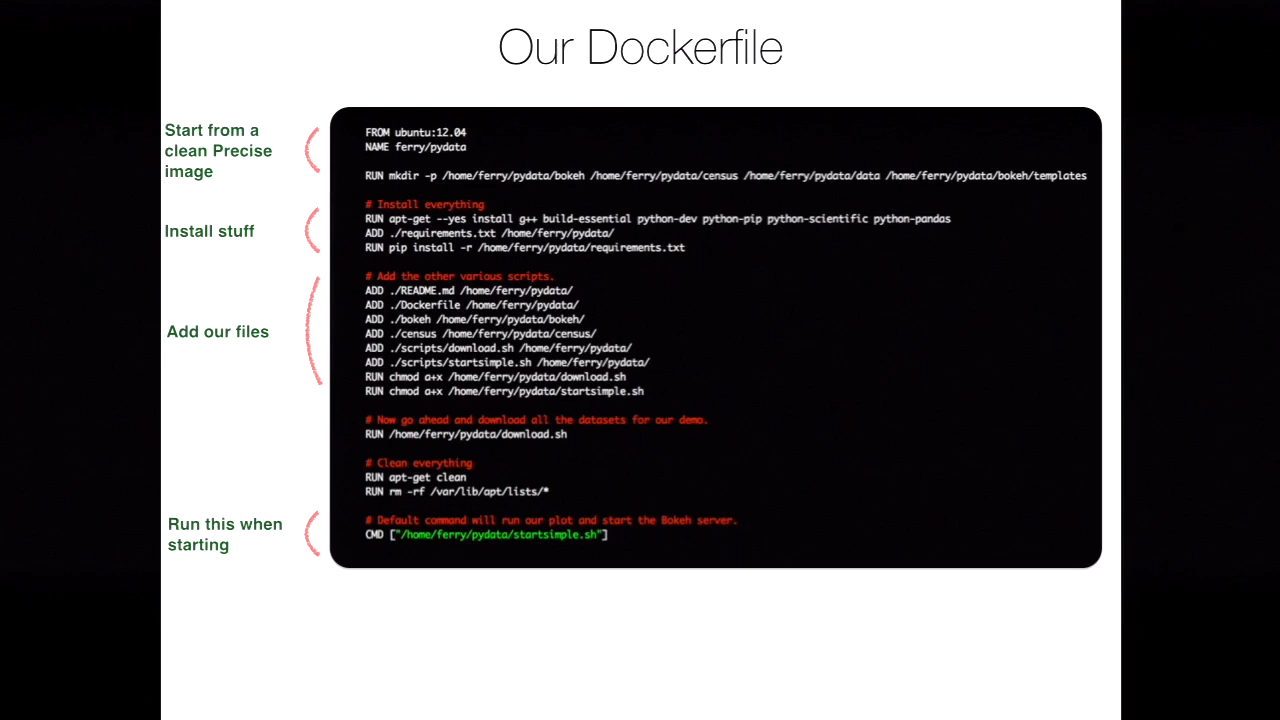 Our Dockerfile
Start from a
clean Precise
image
Install stuff
Add our files
Run this when
starting
FROM ubuntu:12.04
NAME ferry/pydata
RUN mkdir -p /home/ferry/pydata/bokeh /home/ferry/pydata/census /home/ferry/pydata/data /home/ferry/pydata/bokeh/templates
# Install everything
RUN apt-get --yes install g++ build-essential python-dev python-pip python-scientific python-pandas
ADD ./requirements.txt /home/ferry/pydata/
RUN pip install -r /home/ferry/pydata/requirements.txt
# Add the other various scripts.
ADD ./README.md /home/ferry/pydata/
ADD ./Dockerfile /home/ferry/pydata/
ADD ./bokeh /home/ferry/pydata/bokeh/
ADD ./census /home/ferry/pydata/census/
ADD ./scripts/download.sh /home/ferry/pydata/
ADD ./scripts/startsimple.sh /home/ferry/pydata/
RUN chmod a+x /home/ferry/pydata/download.sh
RUN chmod a+x /home/ferry/pydata/startsimple.sh
# Now go ahead and download all the datasets for our demo.
RUN /home/ferry/pydata/download.sh
# Clean everything
RUN apt-get clean
RUN rm -rf /var/lib/apt/lists/*
# Default command will run our plot and start the Bokeh server.
CMD ["/home/ferry/pydata/startsimple.sh"]